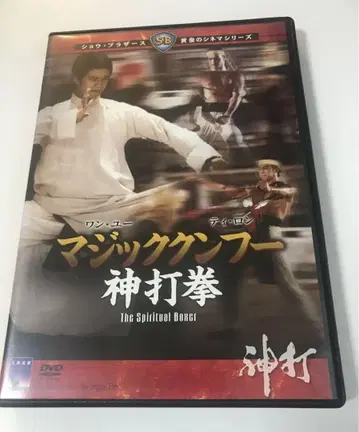 ショウ・ブラザース SB 黄金のシネマシリーズ
ワン・ユー ティ・ロン
マジッククンフー
神打拳
The Spiritual Boxer
DVD
神打